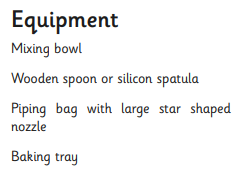 Equipment
Mixing bowl
Wooden spoon or silicon spatula
Piping bag with large star shaped
nozzle
Baking tray